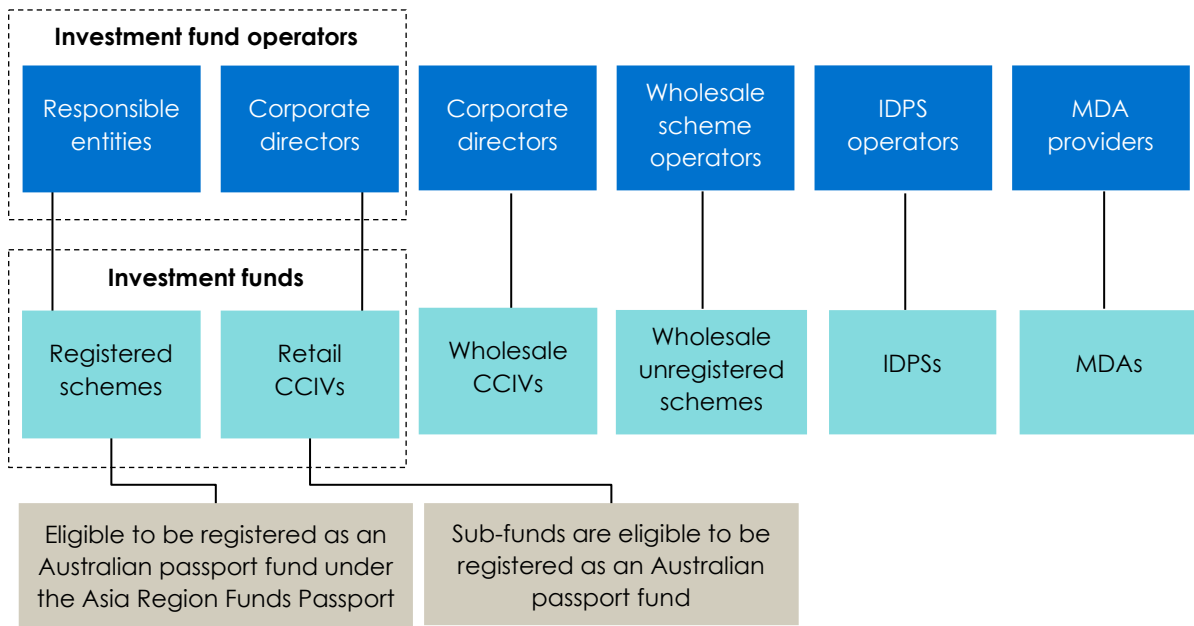 Investment fund operators
Responsible
entities
Corporate
directors
Corporate
directors
Wholesale
scheme
operators
IDPS
operators
MDA
providers
Investment funds
Registered
schemes
Retail
CCIVs
Wholesale
CCIVs
Wholesale
unregistered
schemes
IDPSs
MDAs
Eligible to be registered as an
Australian passport fund under
the Asia Region Funds Passport
Sub-funds are eligible to be
registered as an Australian
passport fund